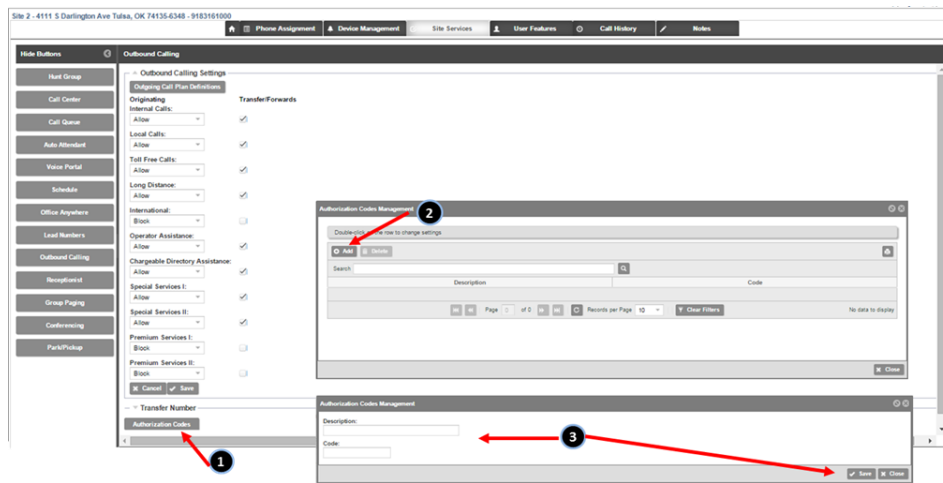 Site 2 - 4111 S Darlington Ave Tulsa, OK 74135-6348 - 9183161000
Phone Assignment
Device Management
Site Services
User Features
Call History
Notes
Hide Buttons
Hunt Group
Call Center
Call Queue
Auto Attendant
Voice Portal
Schedule
Office Anywhere
Lead Numbers
Outbound Calling
Receptionist
Group Paging
Conferencing
Park/Pickup
Outbound Calling
Outbound Calling Settings
Outgoing Call Plan Definitions
Originating Transfer/Forwards
Internal Calls:
Allow
Local Calls:
Allow
Toll Free Calls:
Allow
Long Distance:
Allow
International:
Block
Operator Assistance:
Allow
Chargeable Directory Assistance:
Allow
Special Services I:
Allow
Special Services II:
Allow
Premium Services I:
Block
Premium Services II:
Block
Cancel Save
Transfer Number
Authorization Codes
1
Authorization Codes Management
2
Double-click the row to change settings
Add Delete
Search
Description Code
Page of 0 Records per Page 10 Clear Filters No data to display
Close
Authorization Codes Management
Description:
Code:
3
Save Close